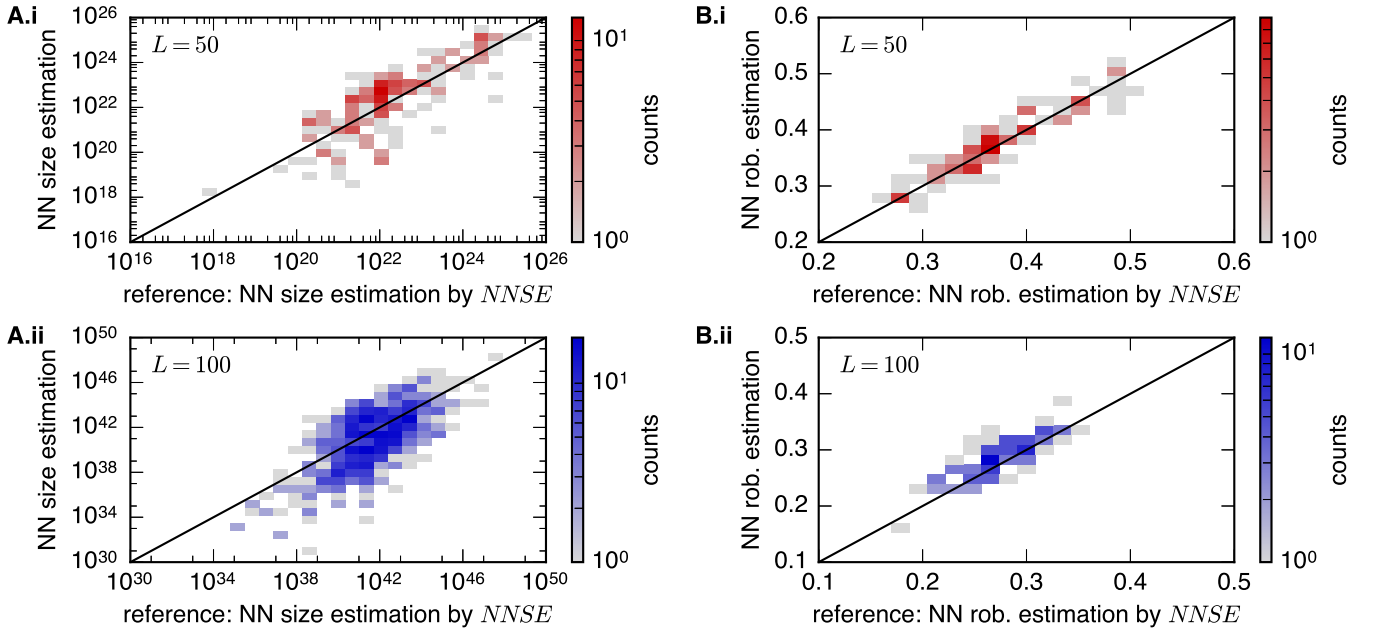 A.i
L = 50
NN size estimation
10^26
10^24
10^22
10^20
10^18
10^16
10^16 10^18 10^20 10^22 10^24 10^26
reference: NN size estimation by NNSE
10^1
10^0
counts
B.i
L = 50
NN rob. estimation
0.6
0.5
0.4
0.3
0.2
0.2 0.3 0.4 0.5 0.6
reference: NN rob. estimation by NNSE
10^0
counts
A.ii
L = 100
NN size estimation
10^50
10^46
10^42
10^38
10^34
10^30
10^30 10^34 10^38 10^42 10^46 10^50
reference: NN size estimation by NNSE
10^1
10^0
counts
B.ii
L = 100
NN rob. estimation
0.5
0.4
0.3
0.2
0.1
0.1 0.2 0.3 0.4 0.5
reference: NN rob. estimation by NNSE
10^1
10^0
counts